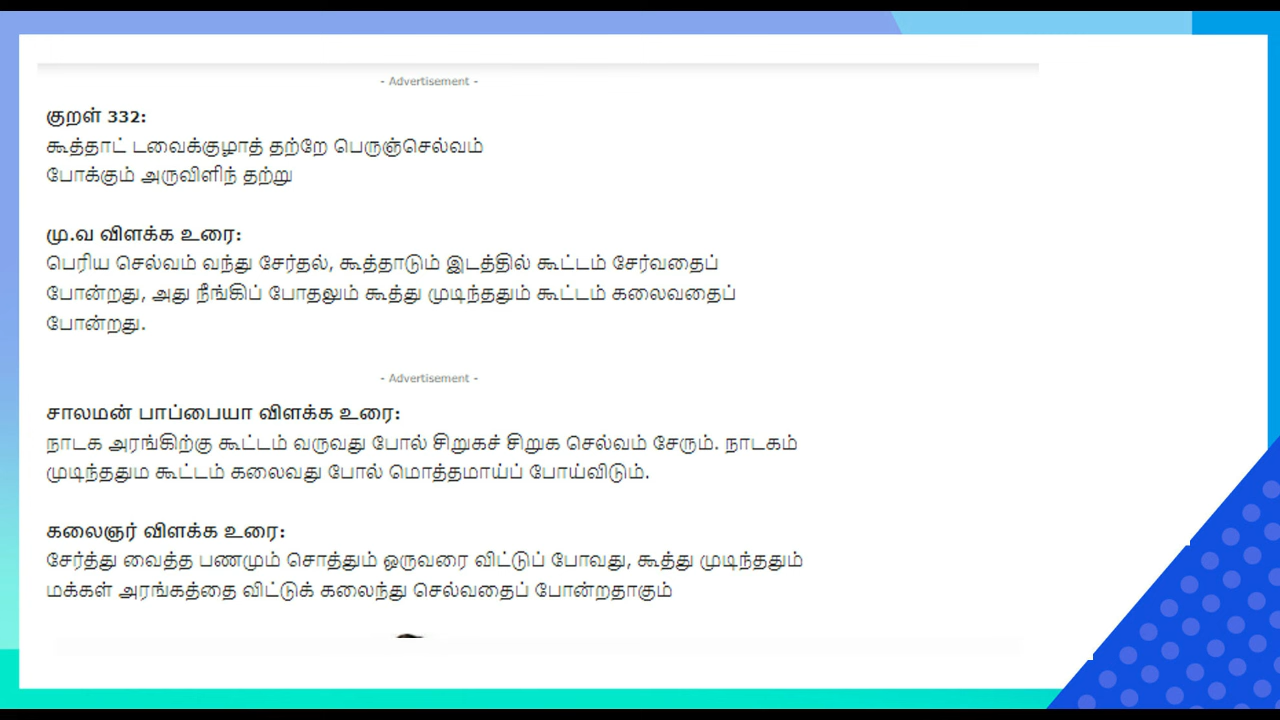 - Advertisement -
குறள் 332:
கூத்தாட் டவைக்குழாத் தற்றே பெருஞ்செல்வம்
போக்கும் அருவிளிந் தற்று
மு.வ விளக்க உரை:
பெரிய செல்வம் வந்து சேர்தல், கூத்தாடும் இடத்தில் கூட்டம் சேர்வதைப்
போன்றது, அது நீங்கிப் போதலும் கூத்து முடிந்ததும் கூட்டம் கலைவதைப்
போன்றது.
- Advertisement -
சாலமன் பாப்பையா விளக்க உரை:
நாடக அரங்கிற்கு கூட்டம் வருவது போல் சிறுகச் சிறுக செல்வம் சேரும். நாடகம்
முடிந்ததும கூட்டம் கலைவது போல் மொத்தமாய்ப் போய்விடும்.
கலைஞர் விளக்க உரை:
சேர்த்து வைத்த பணமும் சொத்தும் ஒருவரை விட்டுப் போவது, கூத்து முடிந்ததும்
மக்கள் அரங்கத்தை விட்டுக் கலைந்து செல்வதைப் போன்றதாகும்